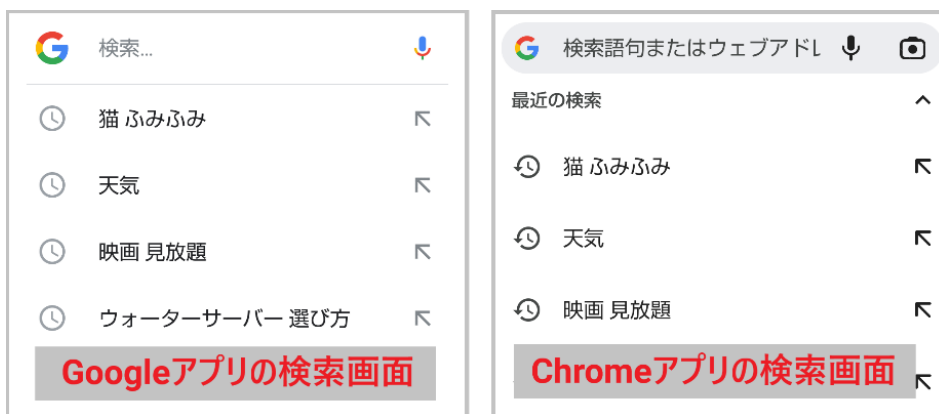 検索...
猫 ふみふみ
天気
映画 見放題
ウォーターサーバー 選び方
Googleアプリの検索画面
検索語句またはウェブアドレ
最近の検索
猫 ふみふみ
天気
映画 見放題
Chromeアプリの検索画面